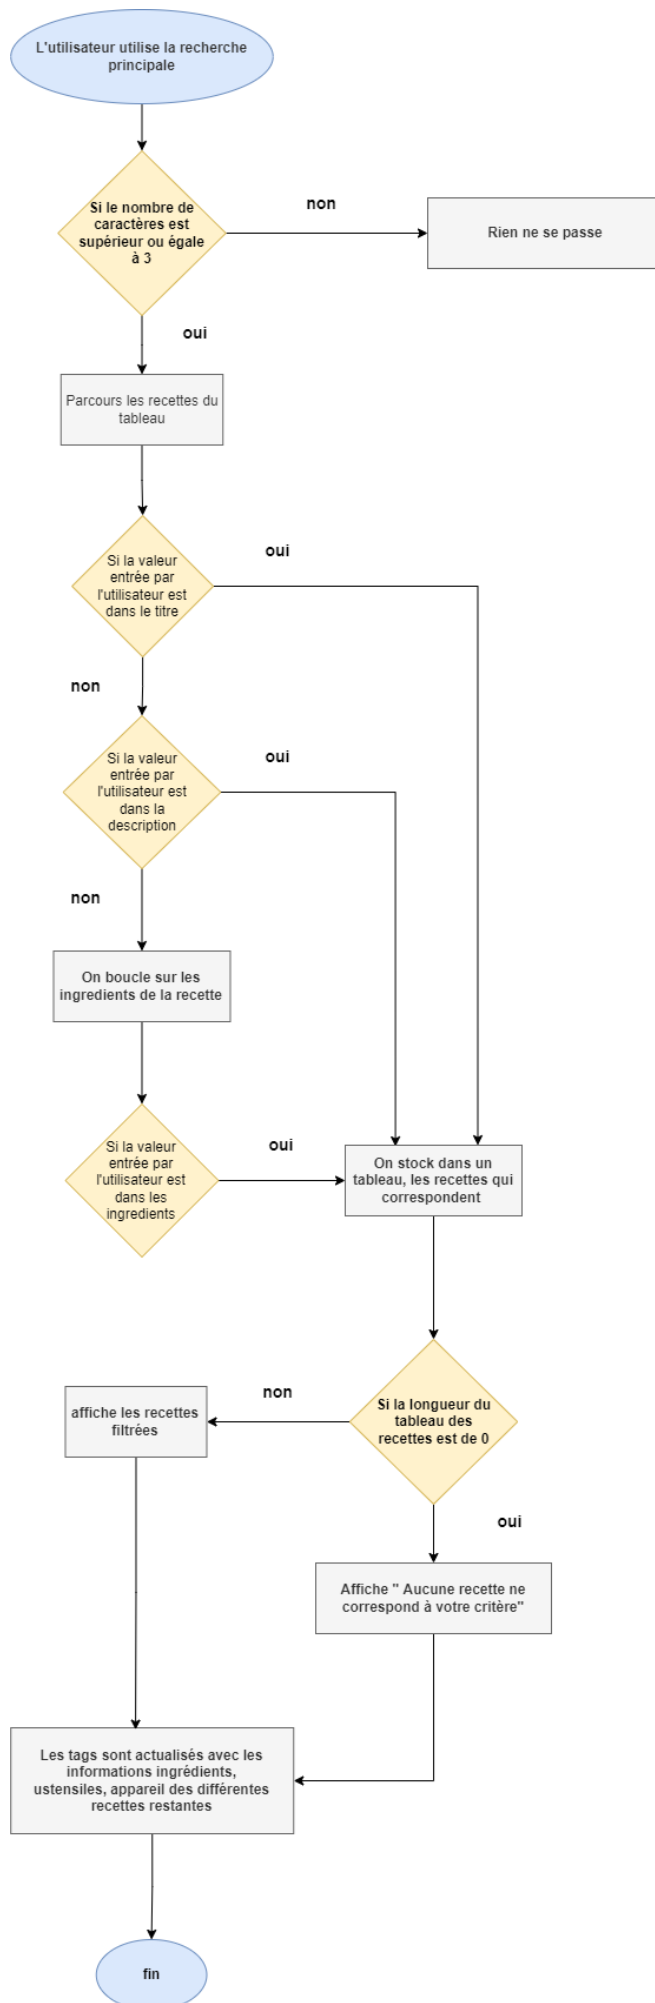 L'utilisateur utilise la recherche
principale
Si le nombre de
caractères est
supérieur ou égale
à 3
non
Rien ne se passe
oui
Parcours les recettes du
tableau
Si la valeur
entrée par
l'utilisateur est
dans le titre
oui
non
Si la valeur
entrée par
l'utilisateur est
dans la
description
oui
non
On boucle sur les
ingredients de la recette
Si la valeur
entrée par
l'utilisateur est
dans les
ingredients
oui
On stock dans un
tableau, les recettes qui
correspondent
Si la longueur du
tableau des
recettes est de 0
non
affiche les recettes
filtrées
oui
Affiche " Aucune recette ne
correspond à votre critère"
Les tags sont actualisés avec les
informations ingrédients,
ustensiles, appareil des différentes
recettes restantes
fin